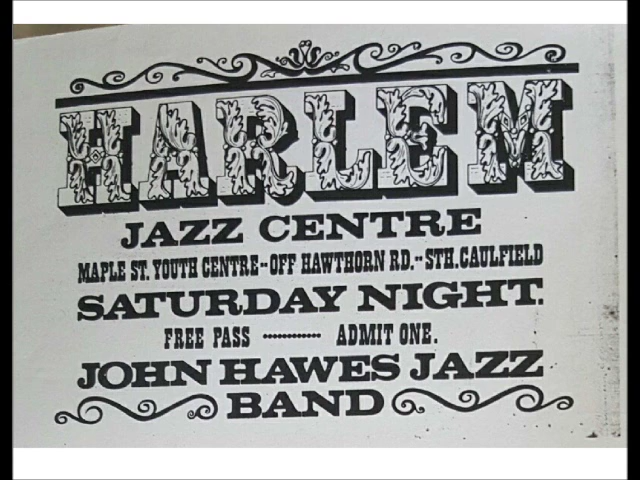 HARLEM
JAZZ CENTRE
MAPLE ST. YOUTH CENTRE--OFF HAWTHORN RD.--STH. CAULFIELD
SATURDAY NIGHT.
FREE PASS ............ ADMIT ONE.
JOHN HAWES JAZZ
BAND